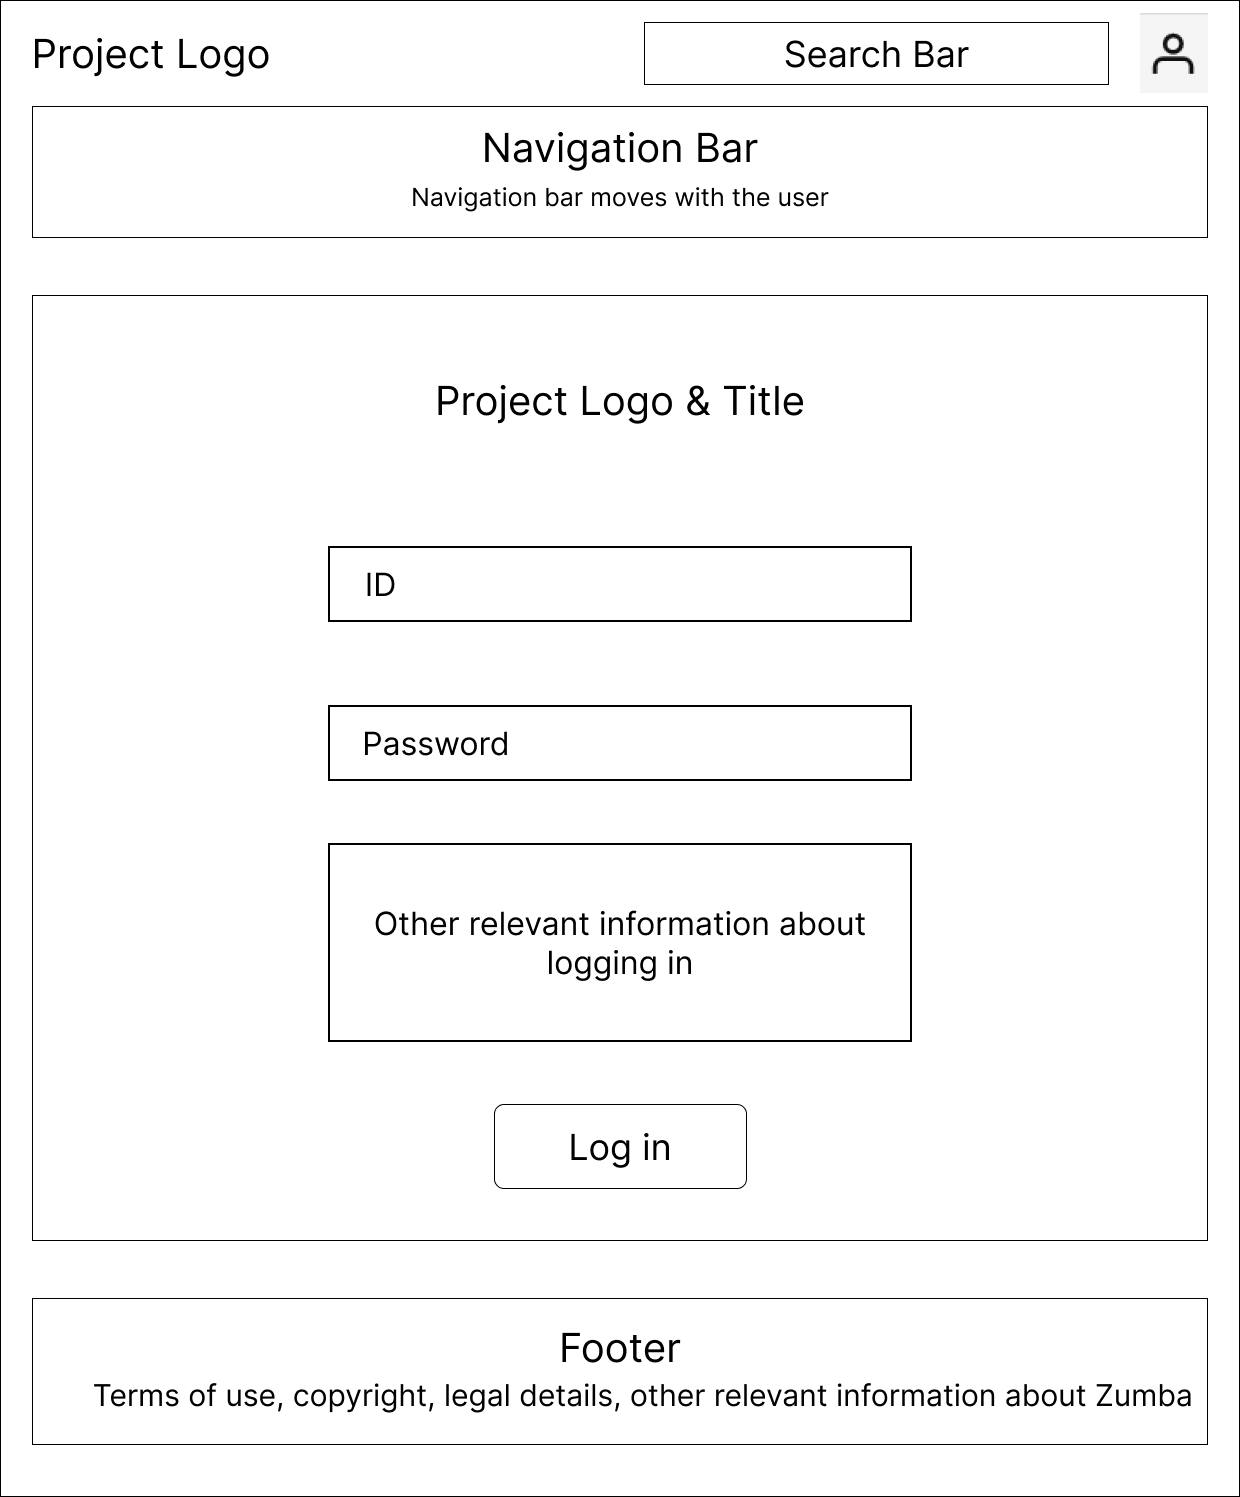 Project Logo
Search Bar
Navigation Bar
Navigation bar moves with the user
Project Logo & Title
ID
Password
Other relevant information about
logging in
Log in
Footer
Terms of use, copyright, legal details, other relevant information about Zumba